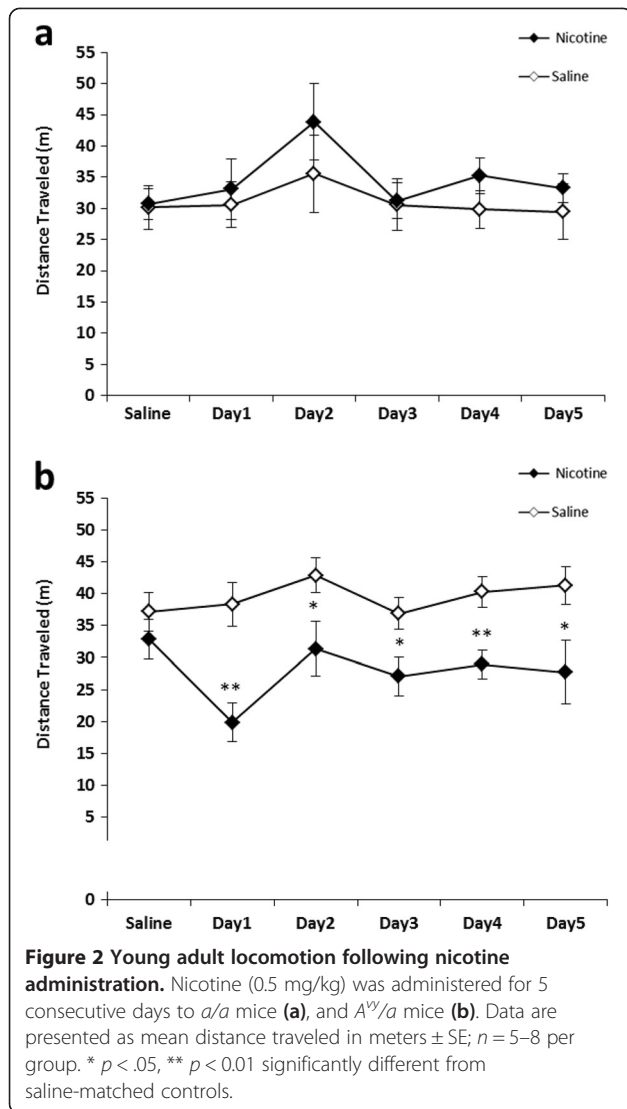 a
Nicotine
Saline
55
50
45
40
35
30
25
20
15
10
5
0
Distance Traveled (m)
Saline Day1 Day2 Day3 Day4 Day5
b
Nicotine
Saline
55
50
45
40
35
30
25
20
15
10
5
0
Distance Traveled (m)
**
*
*
**
*
Saline Day1 Day2 Day3 Day4 Day5
Figure 2 Young adult locomotion following nicotine
administration. Nicotine (0.5 mg/kg) was administered for 5
consecutive days to a/a mice (a), and Aᵛʸ/a mice (b). Data are
presented as mean distance traveled in meters ± SE; n = 5–8 per
group. * p < .05, ** p < 0.01 significantly different from
saline-matched controls.